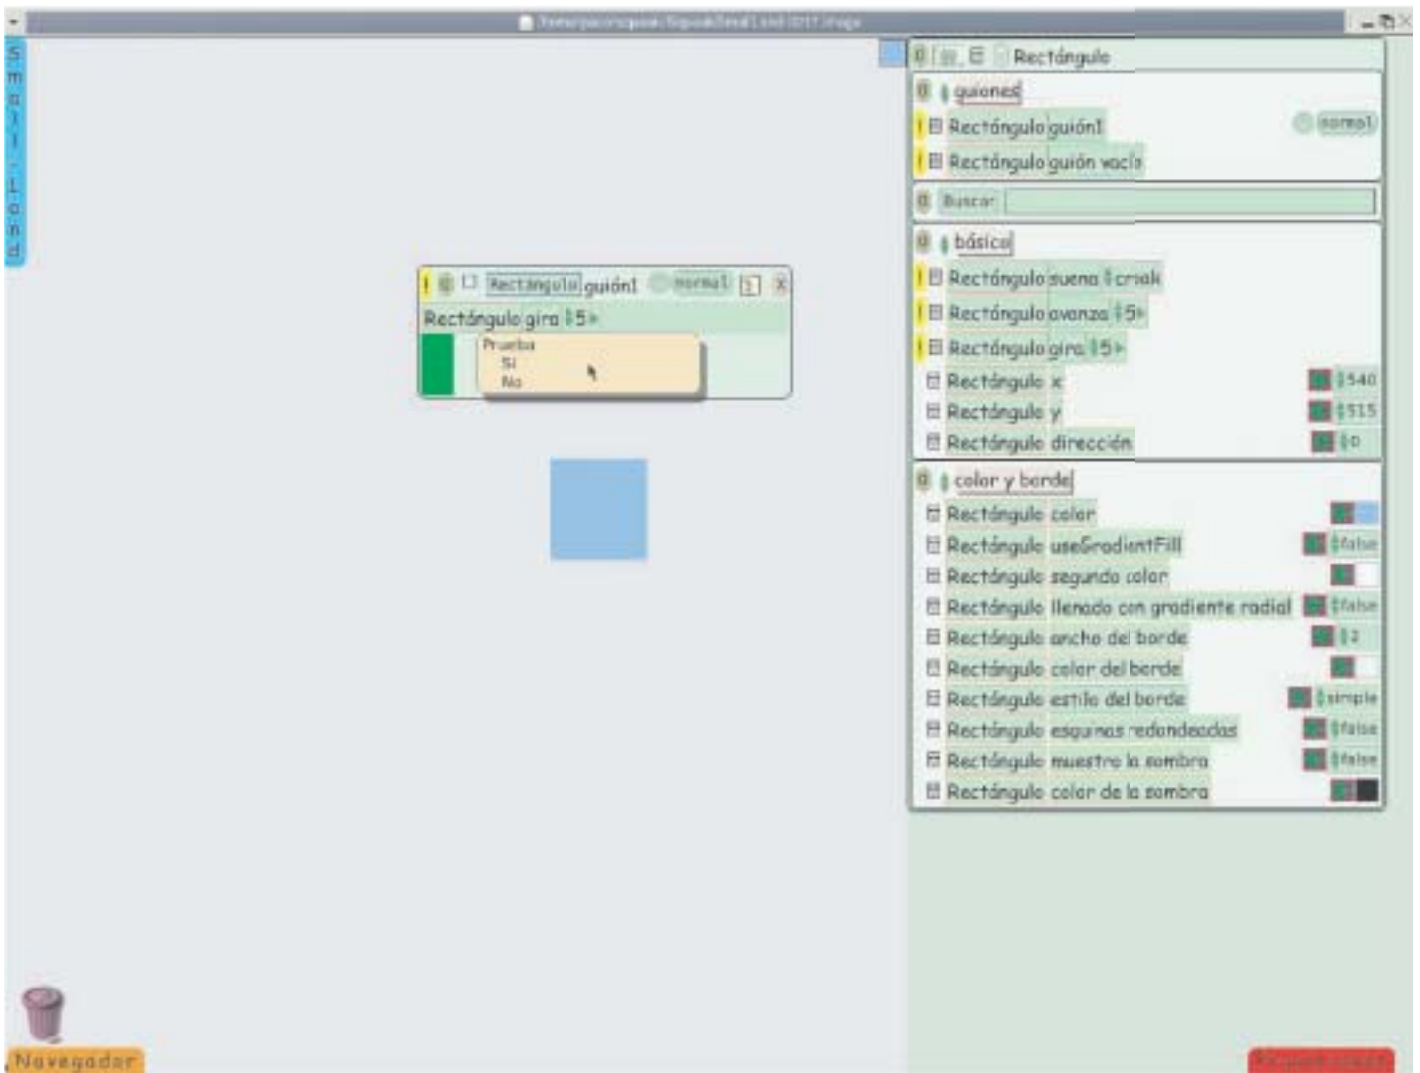 Small-Land
Rectángulo
guiones
Rectángulo guión1 normal
Rectángulo guión vacío
Buscar
básico
Rectángulo suena croak
Rectángulo avanza 5
Rectángulo gira 5
Rectángulo x 540
Rectángulo y 515
Rectángulo dirección 0
color y borde
Rectángulo color
Rectángulo useGradientFill false
Rectángulo segundo color
Rectángulo llenado con gradiente radial false
Rectángulo ancho del borde 2
Rectángulo color del borde
Rectángulo estilo del borde simple
Rectángulo esquinas redondeadas false
Rectángulo muestro la sombra false
Rectángulo color de la sombra
! Rectángulo guión1 normal x
Rectángulo gira 5
Prueba
Si
No
Navegador